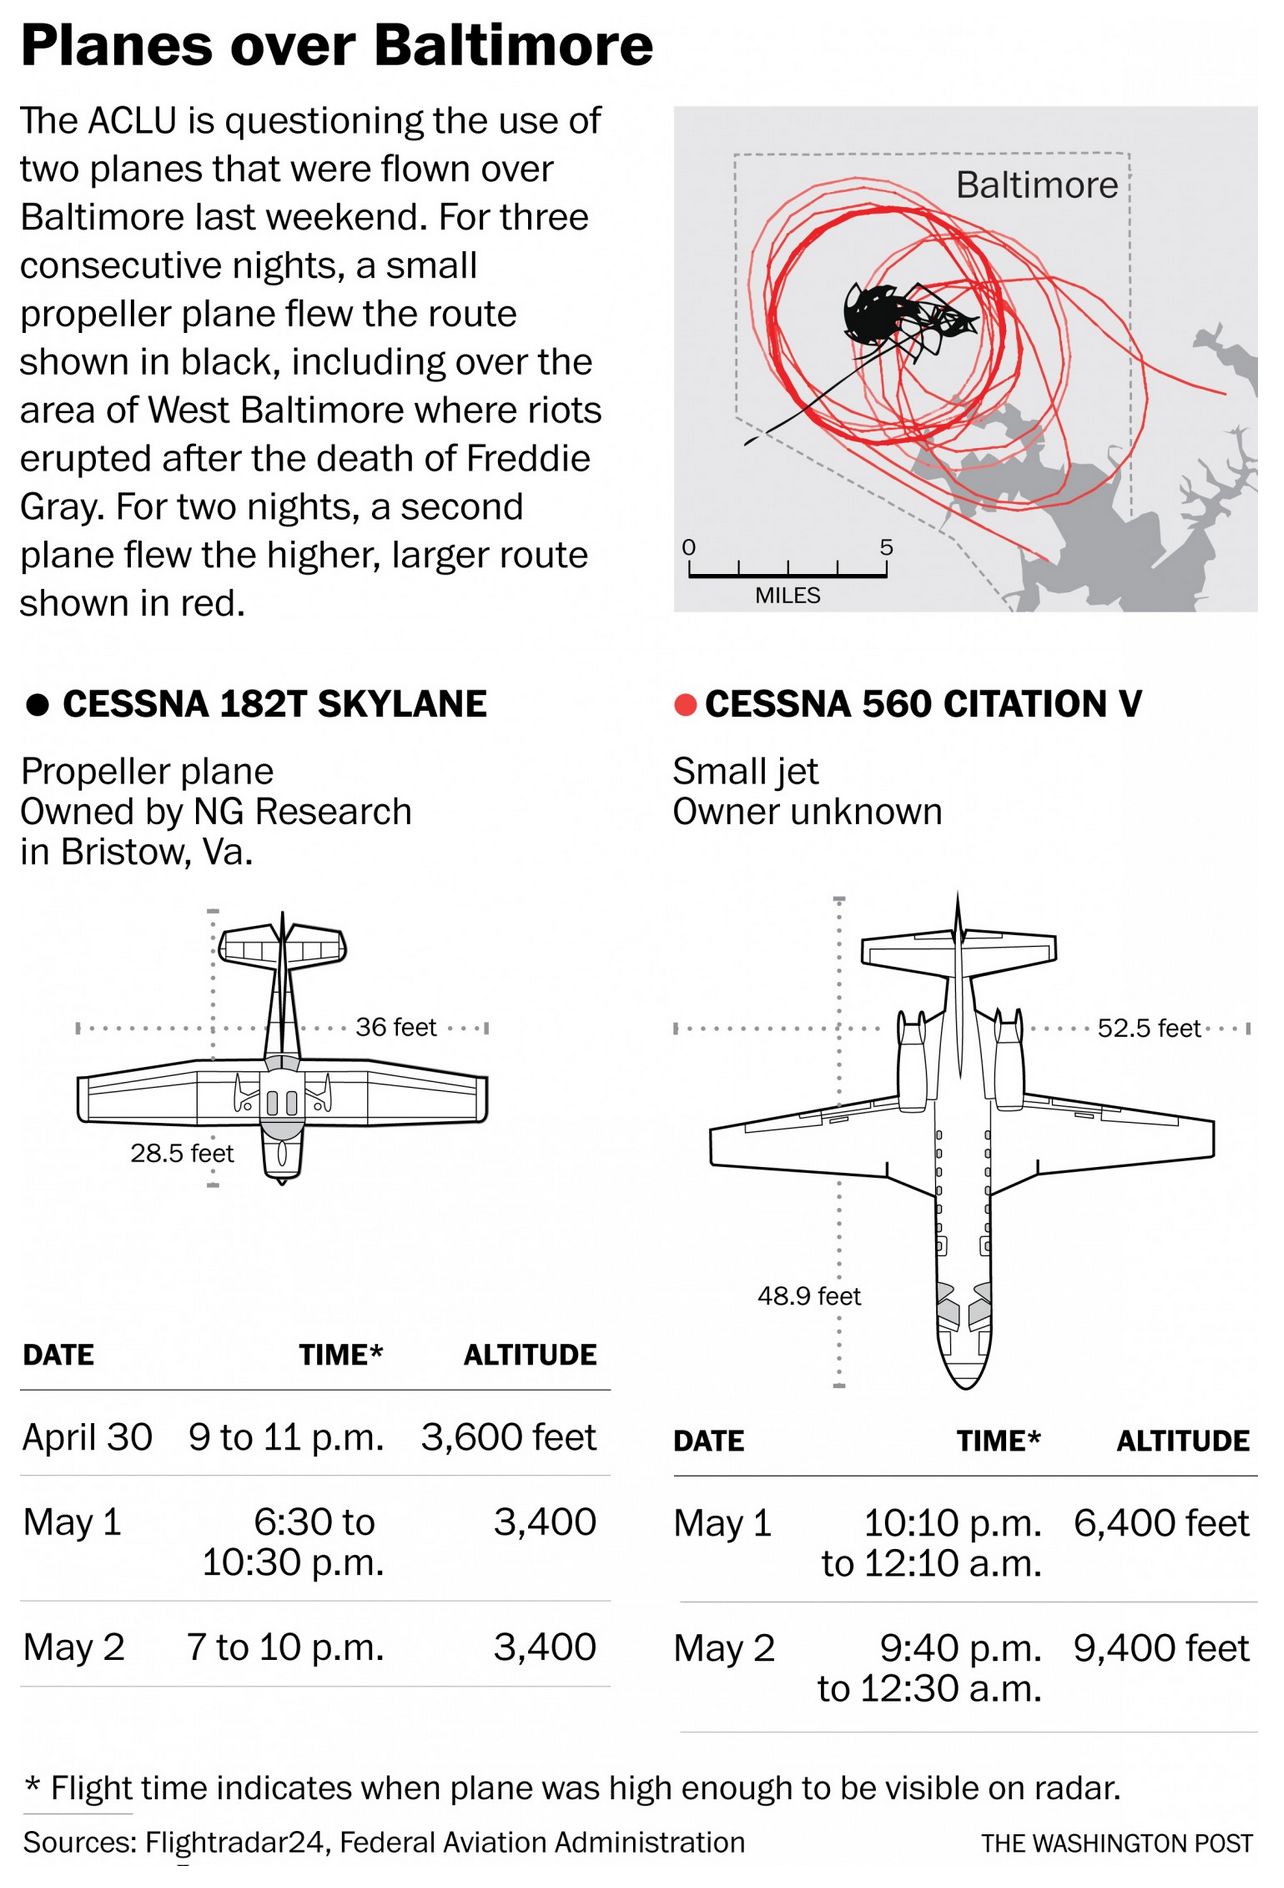 Planes over Baltimore
The ACLU is questioning the use of
two planes that were flown over
Baltimore last weekend. For three
consecutive nights, a small
propeller plane flew the route
shown in black, including over the
area of West Baltimore where riots
erupted after the death of Freddie
Gray. For two nights, a second
plane flew the higher, larger route
shown in red.
Baltimore
0 5
MILES
CESSNA 182T SKYLANE
Propeller plane
Owned by NG Research
in Bristow, Va.
36 feet
28.5 feet
DATE TIME* ALTITUDE
April 30 9 to 11 p.m. 3,600 feet
May 1 6:30 to 3,400
10:30 p.m.
May 2 7 to 10 p.m. 3,400
CESSNA 560 CITATION V
Small jet
Owner unknown
52.5 feet
48.9 feet
DATE TIME* ALTITUDE
May 1 10:10 p.m. 6,400 feet
to 12:10 a.m.
May 2 9:40 p.m. 9,400 feet
to 12:30 a.m.
* Flight time indicates when plane was high enough to be visible on radar.
Sources: Flightradar24, Federal Aviation Administration
THE WASHINGTON POST